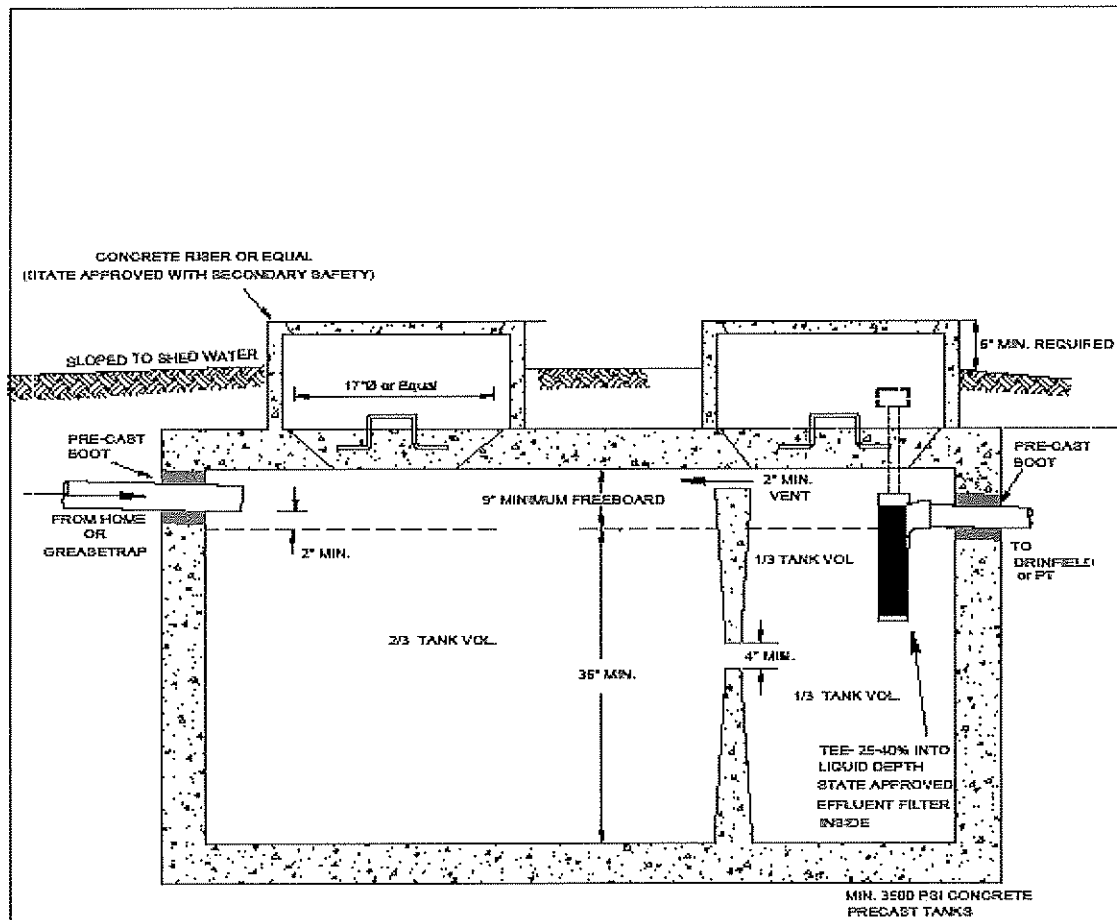 CONCRETE RISER OR EQUAL
(STATE APPROVED WITH SECONDARY SAFETY)
SLOPED TO SHED WATER
6" MIN. REQUIRED
17"Ø or Equal
PRE-CAST
BOOT
PRE-CAST
BOOT
2" MIN.
VENT
9" MINIMUM FREEBOARD
FROM HOME
OR
GREASETRAP
2" MIN.
1/3 TANK VOL
TO
DRINFIELD
or PT
2/3 TANK VOL.
4" MIN.
36" MIN.
1/3 TANK VOL.
TEE- 25-40% INTO
LIQUID DEPTH
STATE APPROVED
EFFLUENT FILTER
INSIDE
MIN. 3500 PSI CONCRETE
PRECAST TANKS